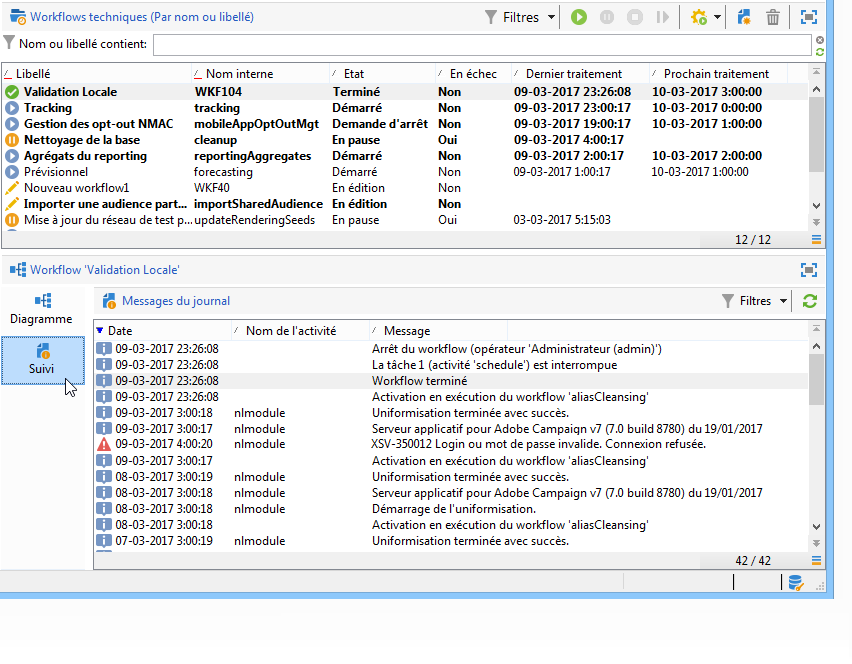 Workflows techniques (Par nom ou libellé)
Filtres
Nom ou libellé contient:
Libellé Nom interne Etat En échec Dernier traitement Prochain traitement
Validation Locale WKF104 Terminé Non 09-03-2017 23:26:08 10-03-2017 3:00:00
Tracking tracking Démarré Non 09-03-2017 23:00:17 10-03-2017 0:00:00
Gestion des opt-out NMAC mobileAppOptOutMgt Demande d'arrêt Non 09-03-2017 19:00:17 10-03-2017 1:00:00
Nettoyage de la base cleanup En pause Oui 09-03-2017 4:00:17
Agrégats du reporting reportingAggregates Démarré Non 09-03-2017 2:00:17 10-03-2017 2:00:00
Prévisionnel forecasting Démarré Non 09-03-2017 1:00:17 10-03-2017 1:00:00
Nouveau workflow1 WKF40 En édition Non
Importer une audience part... importSharedAudience En édition Non
Mise à jour du réseau de test p... updateRenderingSeeds En pause Oui 03-03-2017 5:15:03
12 / 12
Workflow 'Validation Locale'
Diagramme
Suivi
Messages du journal
Filtres
Date Nom de l'activité Message
09-03-2017 23:26:08 Arrêt du workflow (opérateur 'Administrateur (admin)')
09-03-2017 23:26:08 La tâche 1 (activité 'schedule') est interrompue
09-03-2017 23:26:08 Workflow terminé
09-03-2017 23:26:08 Activation en exécution du workflow 'aliasCleansing'
09-03-2017 3:00:18 nlmodule Uniformisation terminée avec succès.
09-03-2017 3:00:17 nlmodule Serveur applicatif pour Adobe Campaign v7 (7.0 build 8780) du 19/01/2017
09-03-2017 4:00:20 nlmodule XSV-350012 Login ou mot de passe invalide. Connexion refusée.
09-03-2017 3:00:17 Activation en exécution du workflow 'aliasCleansing'
08-03-2017 3:00:19 nlmodule Uniformisation terminée avec succès.
08-03-2017 3:00:18 nlmodule Serveur applicatif pour Adobe Campaign v7 (7.0 build 8780) du 19/01/2017
08-03-2017 3:00:18 nlmodule Démarrage de l'uniformisation.
08-03-2017 3:00:18 Activation en exécution du workflow 'aliasCleansing'
07-03-2017 3:00:19 nlmodule Uniformisation terminée avec succès.
42 / 42